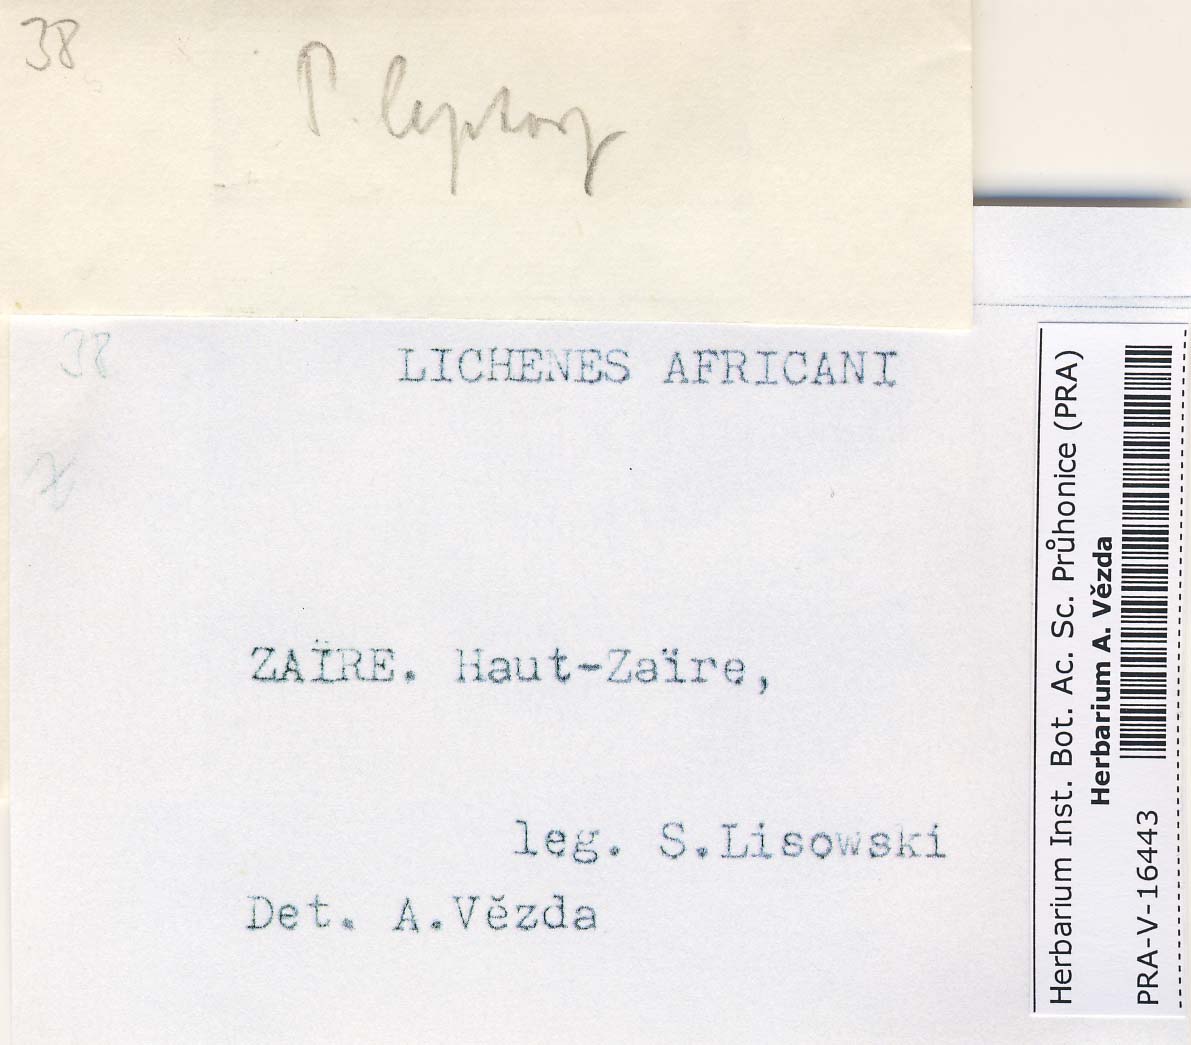 38
P. leptosp
38
LICHENES AFRICANI
ZAÏRE. Haut-Zaïre,
leg. S.Lisowski
Det. A.Vězda
Herbarium Inst. Bot. Ac. Sc. Průhonice (PRA)
Herbarium A. Vězda
PRA-V-16443